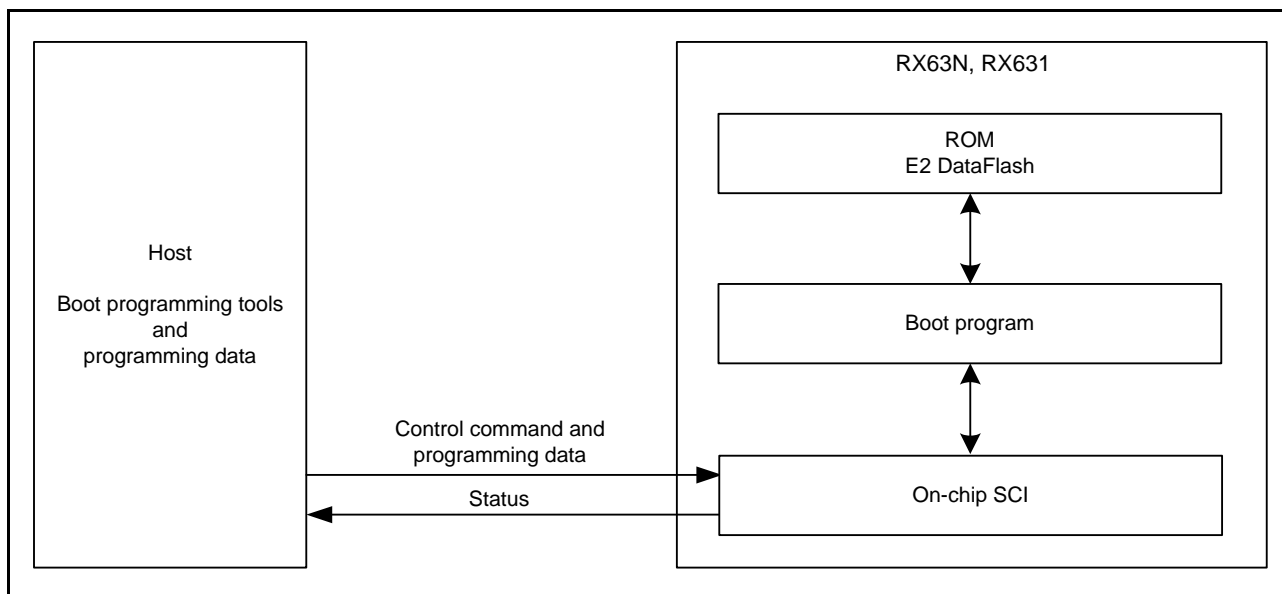 Host
Boot programming tools
and
programming data
Control command and
programming data
Status
RX63N, RX631
ROM
E2 DataFlash
Boot program
On-chip SCI